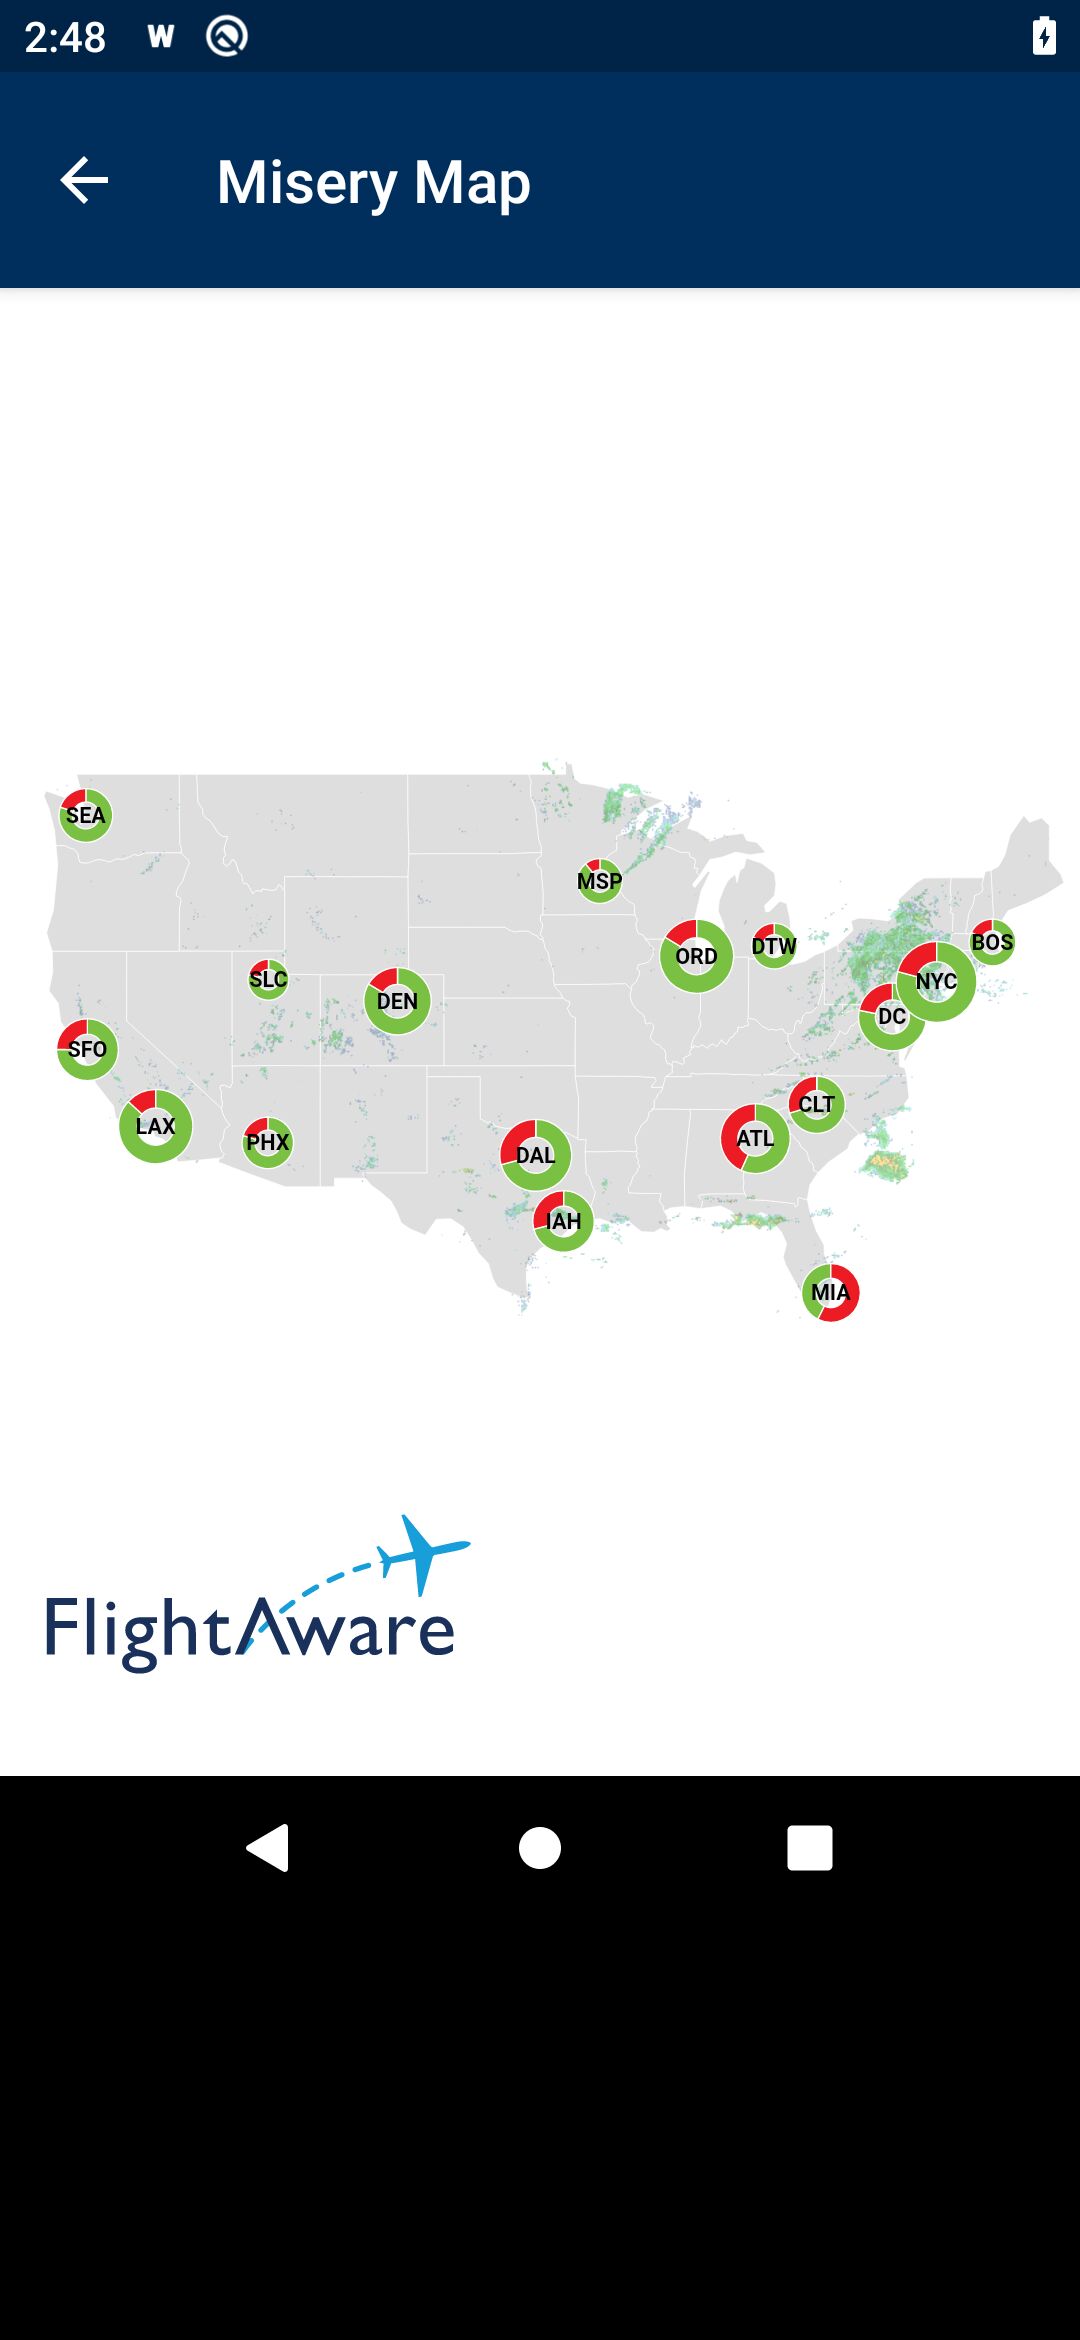 2:48
Misery Map
SEA
MSP
ORD
DTW
BOS
SLC
DEN
NYC
DC
SFO
LAX
PHX
CLT
ATL
DAL
IAH
MIA
FlightAware